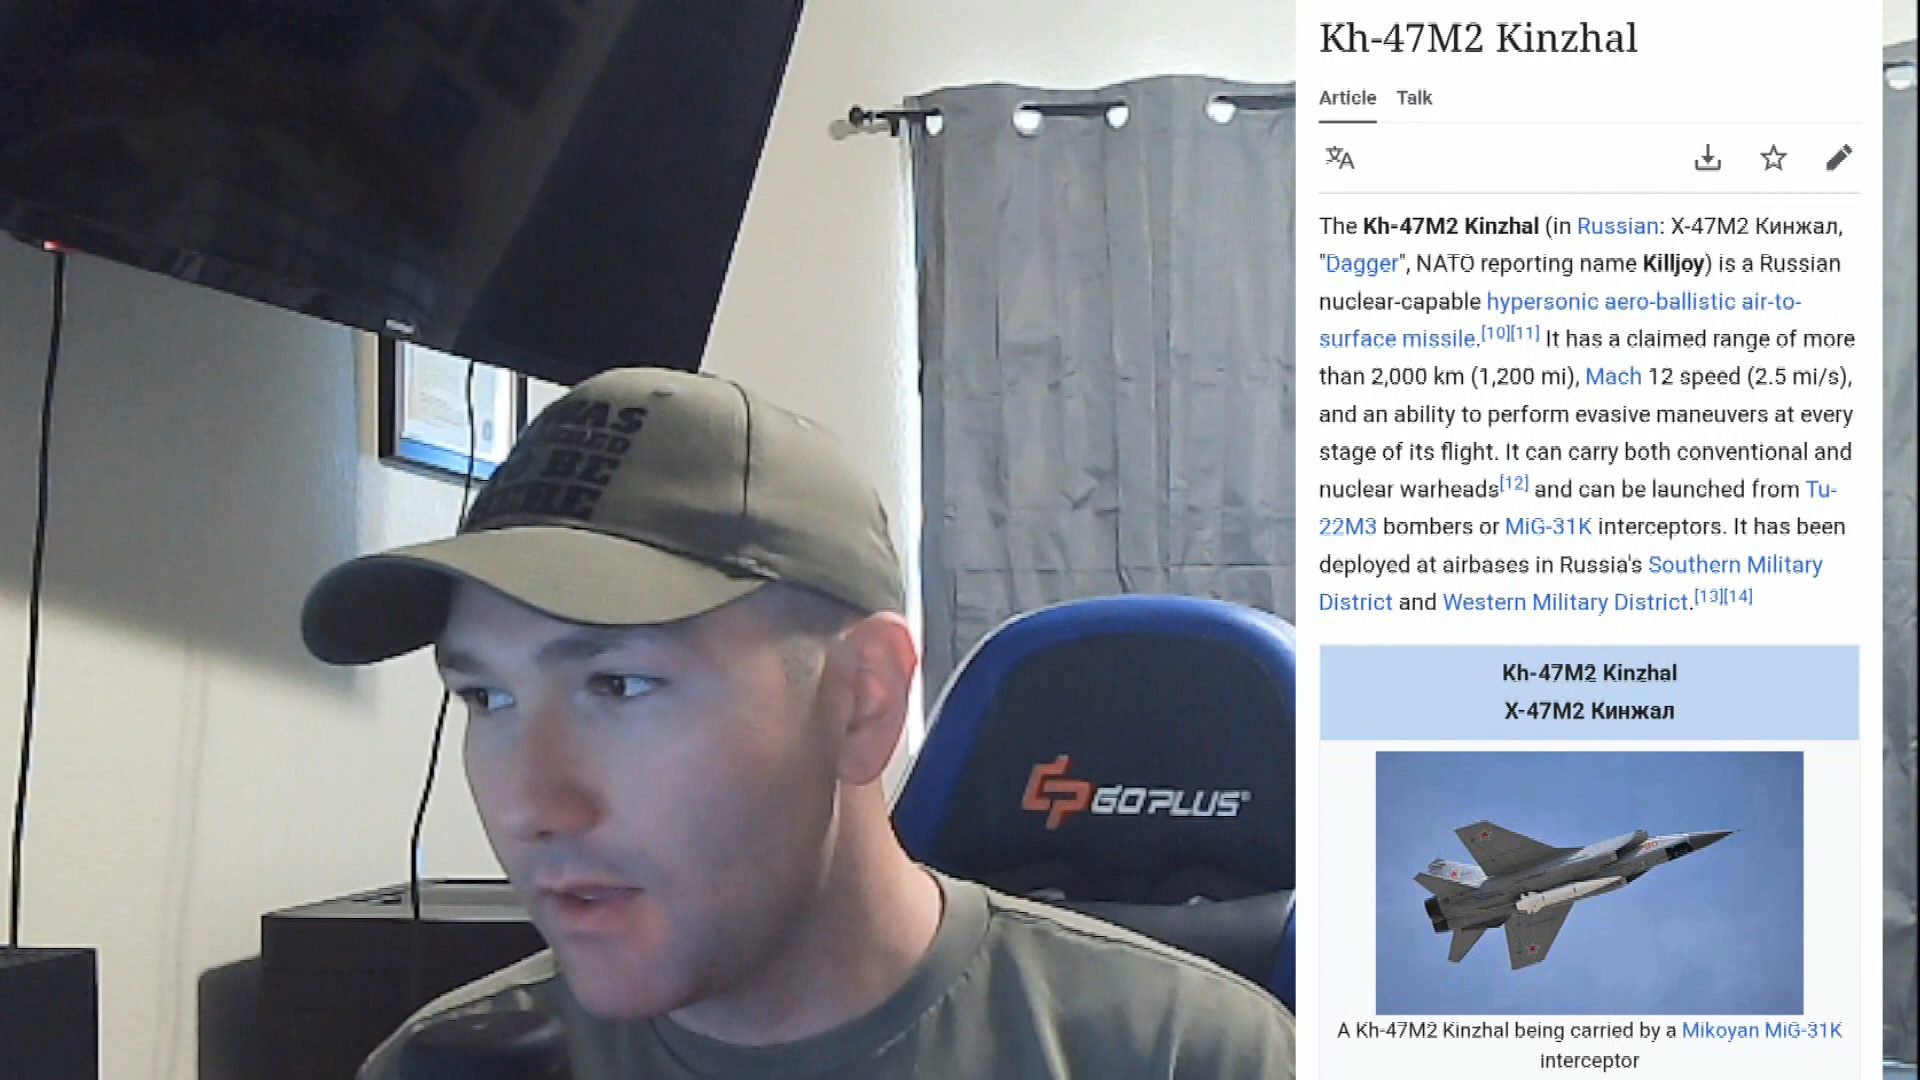 Kh-47M2 Kinzhal
Article Talk
The Kh-47M2 Kinzhal (in Russian: Х-47М2 Кинжал,
"Dagger", NATO reporting name Killjoy) is a Russian
nuclear-capable hypersonic aero-ballistic air-to-
surface missile.[10][11] It has a claimed range of more
than 2,000 km (1,200 mi), Mach 12 speed (2.5 mi/s),
and an ability to perform evasive maneuvers at every
stage of its flight. It can carry both conventional and
nuclear warheads[12] and can be launched from Tu-
22M3 bombers or MiG-31K interceptors. It has been
deployed at airbases in Russia's Southern Military
District and Western Military District.[13][14]
Kh-47M2 Kinzhal
Х-47М2 Кинжал
A Kh-47M2 Kinzhal being carried by a Mikoyan MiG-31K
interceptor
BE
GOPLUS